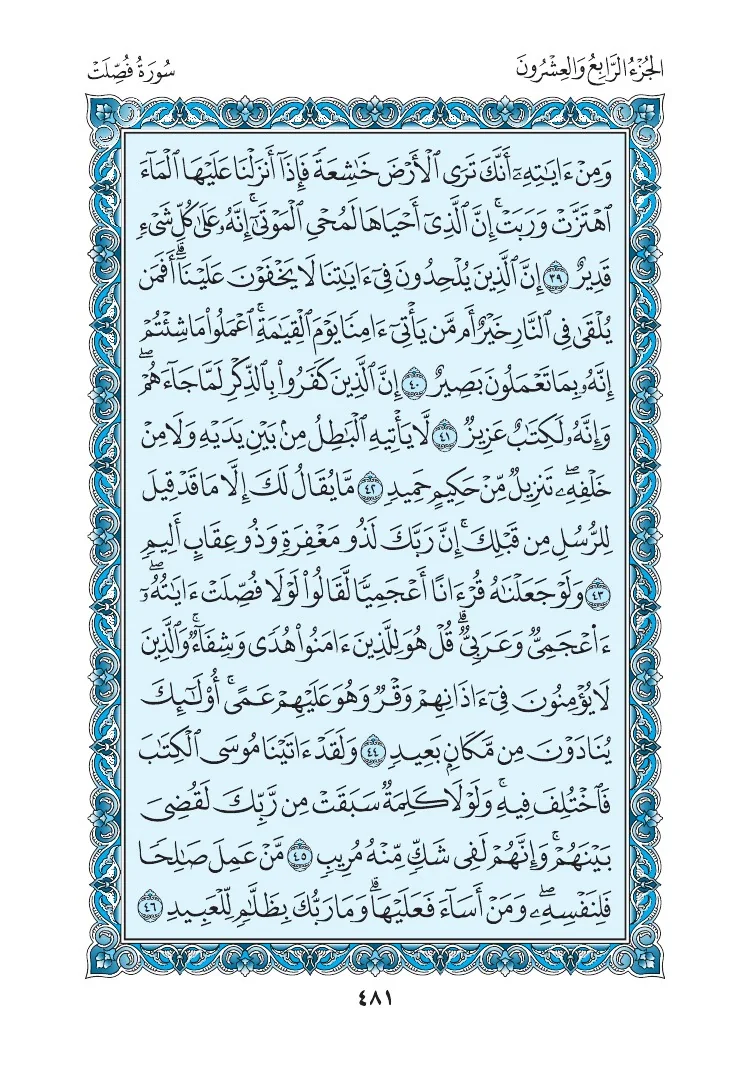 الجُزْءُ الرَّابِعُ وَالعِشْرُونَ
سُورَةُ فُصِّلَتْ
وَمِنْ ءَايَٰتِهِۦٓ أَنَّكَ تَرَى ٱلْأَرْضَ خَٰشِعَةً فَإِذَآ أَنزَلْنَا عَلَيْهَا ٱلْمَآءَ
ٱهْتَزَّتْ وَرَبَتْ ۚ إِنَّ ٱلَّذِىٓ أَحْيَاهَا لَمُحْىِ ٱلْمَوْتَىٰٓ ۚ إِنَّهُۥ عَلَىٰ كُلِّ شَىْءٍ
قَدِيرٌ ٣٩ إِنَّ ٱلَّذِينَ يُلْحِدُونَ فِىٓ ءَايَٰتِنَا لَا يَخْفَوْنَ عَلَيْنَآ ۗ أَفَمَن
يُلْقَىٰ فِى ٱلنَّارِ خَيْرٌ أَم مَّن يَأْتِىٓ ءَامِنًا يَوْمَ ٱلْقِيَٰمَةِ ۚ ٱعْمَلُوا۟ مَا شِئْتُمْ ۖ
إِنَّهُۥ بِمَا تَعْمَلُونَ بَصِيرٌ ٤٠ إِنَّ ٱلَّذِينَ كَفَرُوا۟ بِٱلذِّكْرِ لَمَّا جَآءَهُمْ ۖ
وَإِنَّهُۥ لَكِتَٰبٌ عَزِيزٌ ٤١ لَّا يَأْتِيهِ ٱلْبَٰطِلُ مِنۢ بَيْنِ يَدَيْهِ وَلَا مِنْ
خَلْفِهِۦ ۖ تَنزِيلٌ مِّنْ حَكِيمٍ حَمِيدٍ ٤٢ مَّا يُقَالُ لَكَ إِلَّا مَا قَدْ قِيلَ
لِلرُّسُلِ مِن قَبْلِكَ ۚ إِنَّ رَبَّكَ لَذُو مَغْفِرَةٍ وَذُو عِقَابٍ أَلِيمٍ
٤٣ وَلَوْ جَعَلْنَٰهُ قُرْءَانًا أَعْجَمِيًّا لَّقَالُوا۟ لَوْلَا فُصِّلَتْ ءَايَٰتُهُۥٓ ۖ
ءَا۬عْجَمِىٌّ وَعَرَبِىٌّ ۗ قُلْ هُوَ لِلَّذِينَ ءَامَنُوا۟ هُدًى وَشِفَآءٌ ۖ وَٱلَّذِينَ
لَا يُؤْمِنُونَ فِىٓ ءَاذَانِهِمْ وَقْرٌ وَهُوَ عَلَيْهِمْ عَمًى ۚ أُو۟لَٰٓئِكَ
يُنَادَوْنَ مِن مَّكَانٍۭ بَعِيدٍ ٤٤ وَلَقَدْ ءَاتَيْنَا مُوسَى ٱلْكِتَٰبَ
فَٱخْتُلِفَ فِيهِ ۗ وَلَوْلَا كَلِمَةٌ سَبَقَتْ مِن رَّبِّكَ لَقُضِىَ
بَيْنَهُمْ ۚ وَإِنَّهُمْ لَفِى شَكٍّ مِّنْهُ مُرِيبٍ ٤٥ مَّنْ عَمِلَ صَٰلِحًا
فَلِنَفْسِهِۦ ۖ وَمَنْ أَسَآءَ فَعَلَيْهَا ۗ وَمَا رَبُّكَ بِظَلَّٰمٍ لِّلْعَبِيدِ ٤٦
٤٨١